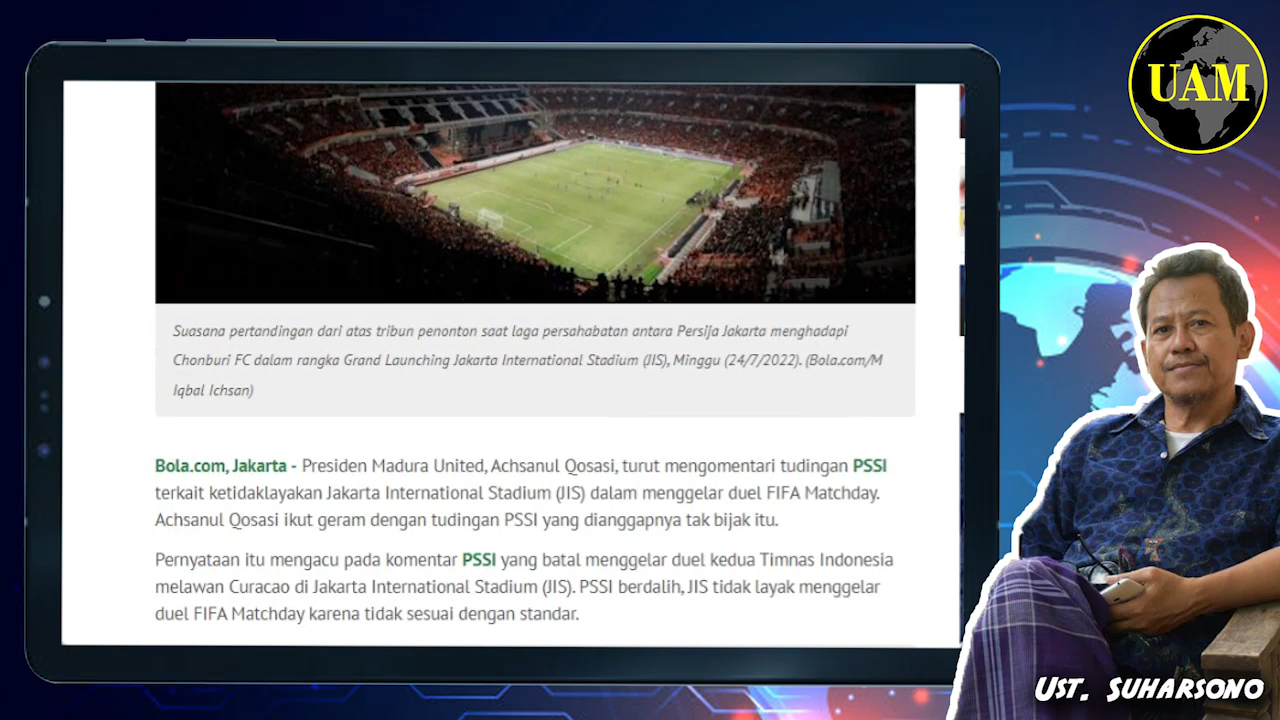 UAM
Suasana pertandingan dari atas tribun penonton saat laga persahabatan antara Persija Jakarta menghadapi
Chonburi FC dalam rangka Grand Launching Jakarta International Stadium (JIS), Minggu (24/7/2022). (Bola.com/M
Iqbal Ichsan)
Bola.com, Jakarta - Presiden Madura United, Achsanul Qosasi, turut mengomentari tudingan PSSI
terkait ketidaklayakan Jakarta International Stadium (JIS) dalam menggelar duel FIFA Matchday.
Achsanul Qosasi ikut geram dengan tudingan PSSI yang dianggapnya tak bijak itu.
Pernyataan itu mengacu pada komentar PSSI yang batal menggelar duel kedua Timnas Indonesia
melawan Curacao di Jakarta International Stadium (JIS). PSSI berdalih, JIS tidak layak menggelar
duel FIFA Matchday karena tidak sesuai dengan standar.
UST. SUHARSONO